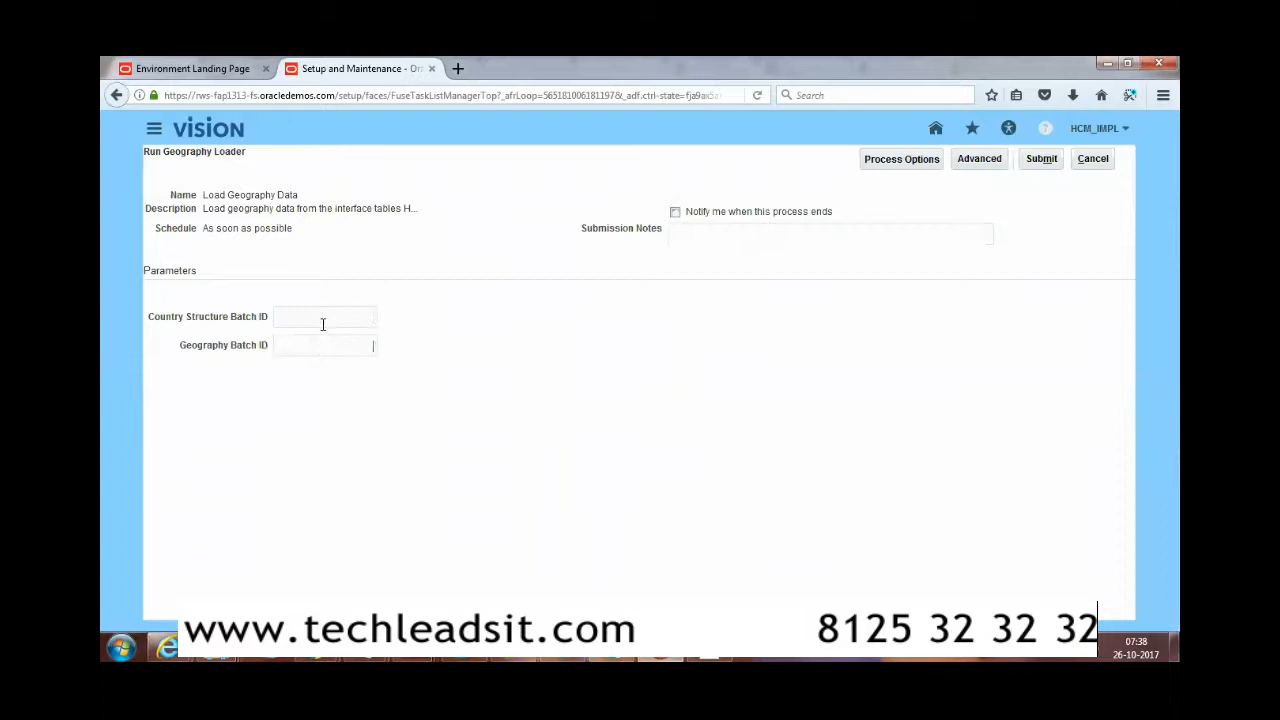 Environment Landing Page
Setup and Maintenance - Or
https://rws-fap1313-fs.oracledemos.com/setup/faces/FuseTaskListManagerTop?_afrLoop=565181006181197&_adf.ctrl-state=
Search
VISION
HCM_IMPL
Run Geography Loader
Process Options
Advanced
Submit
Cancel
Name Load Geography Data
Description Load geography data from the interface tables H...
Notify me when this process ends
Schedule As soon as possible
Submission Notes
Parameters
Country Structure Batch ID
Geography Batch ID
www.techleadsit.com
8125 32 32 32
07:38
26-10-2017